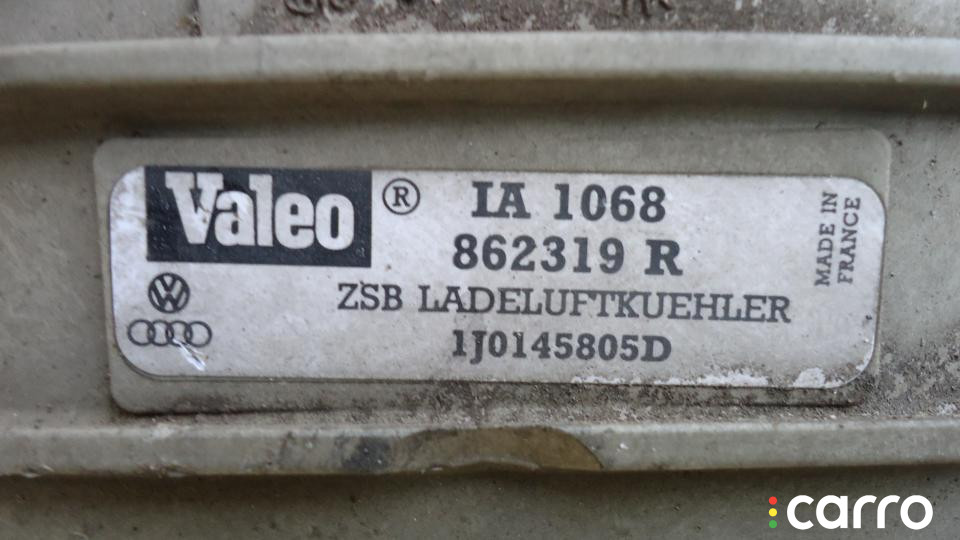 Valeo ® IA 1068
862319 R
ZSB LADELUFTKUEHLER
1J0145805D
MADE IN
FRANCE
carro